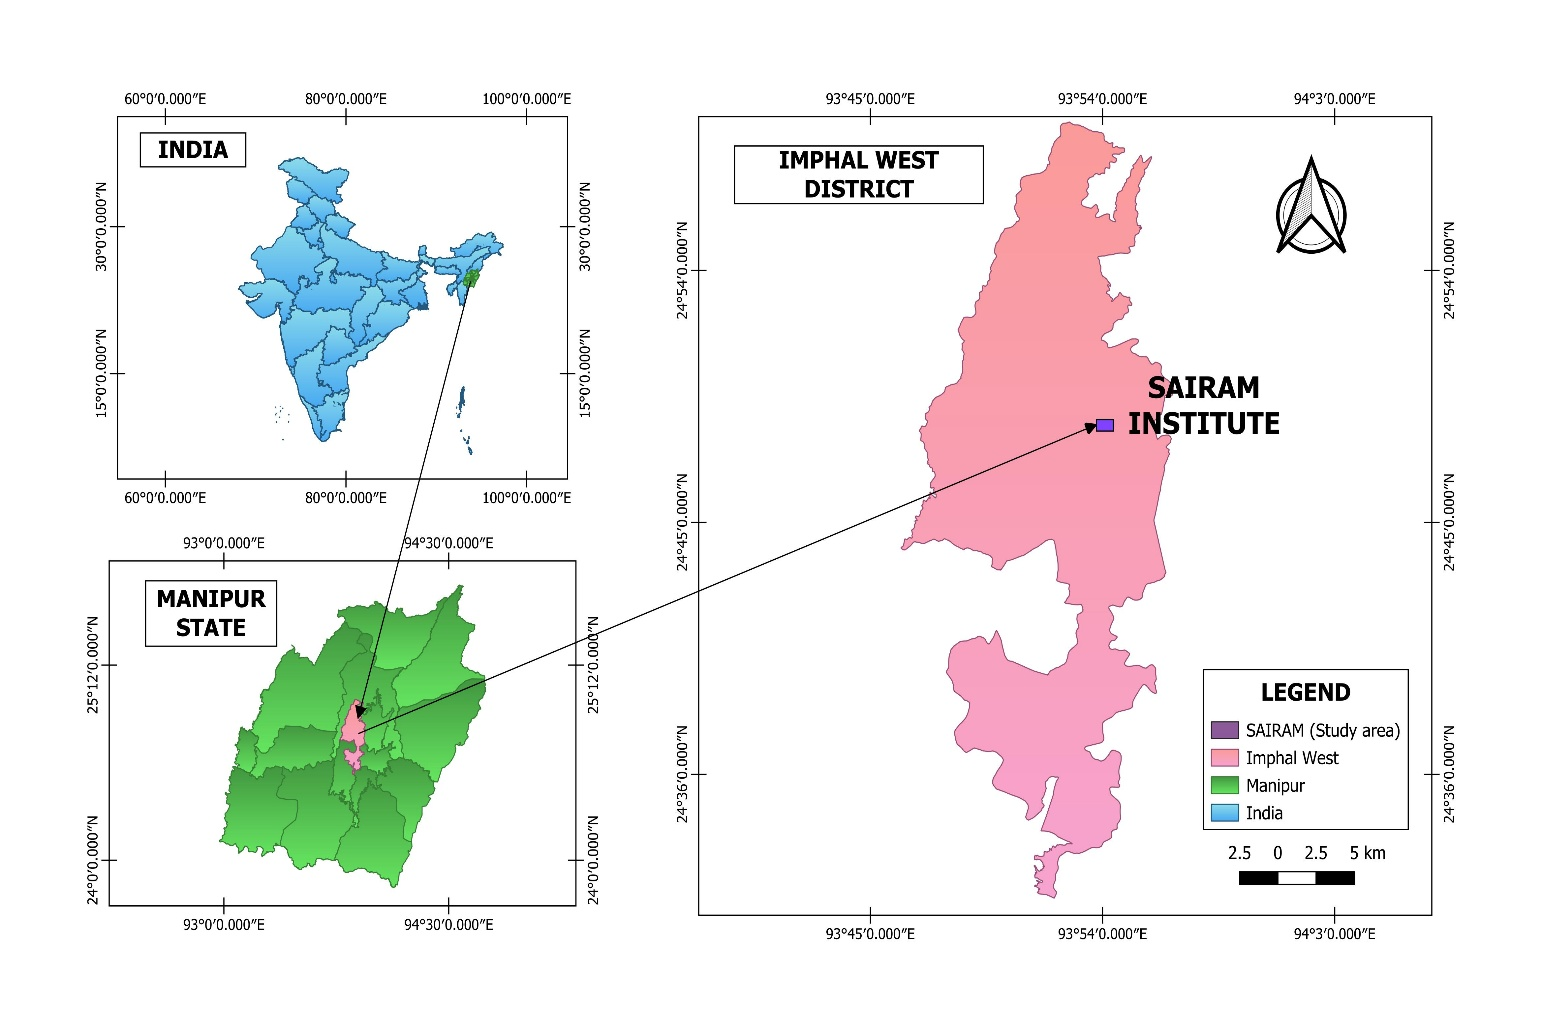 60°0′0.000″E 80°0′0.000″E 100°0′0.000″E
INDIA
30°0′0.000″N
30°0′0.000″N
15°0′0.000″N
15°0′0.000″N
60°0′0.000″E 80°0′0.000″E 100°0′0.000″E
93°0′0.000″E 94°30′0.000″E
MANIPUR
STATE
25°12′0.000″N
25°12′0.000″N
24°0′0.000″N
24°0′0.000″N
93°0′0.000″E 94°30′0.000″E
93°45′0.000″E 93°54′0.000″E 94°3′0.000″E
IMPHAL WEST
DISTRICT
24°54′0.000″N
24°54′0.000″N
SAIRAM
INSTITUTE
24°45′0.000″N
24°45′0.000″N
24°36′0.000″N
24°36′0.000″N
LEGEND
SAIRAM (Study area)
Imphal West
Manipur
India
2.5 0 2.5 5 km
93°45′0.000″E 93°54′0.000″E 94°3′0.000″E